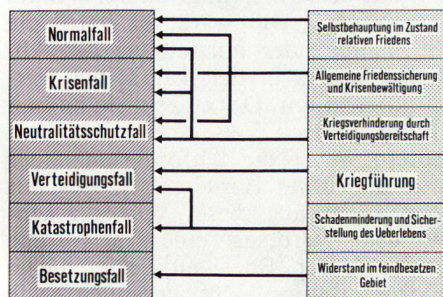 Normalfall
Krisenfall
Neutralitätsschutzfall
Verteidigungsfall
Katastrophenfall
Besetzungsfall
Selbstbehauptung im Zustand
relativen Friedens
Allgemeine Friedenssicherung
und Krisenbewältigung
Kriegsverhinderung durch
Verteidigungsbereitschaft
Kriegführung
Schadenminderung und Sicher-
stellung des Ueberlebens
Widerstand im feindbesetzen
Gebiet